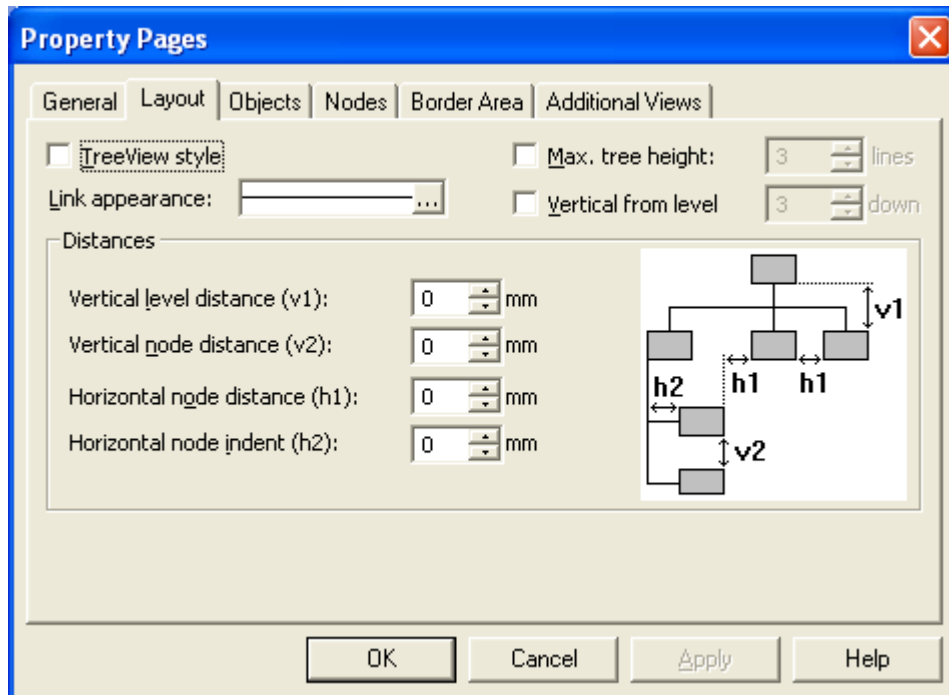 Property Pages
General Layout Objects Nodes Border Area Additional Views
TreeView style
Max. tree height: 3 lines
Link appearance: ...
Vertical from level 3 down
Distances
Vertical level distance (v1): 0 mm
Vertical node distance (v2): 0 mm
Horizontal node distance (h1): 0 mm
Horizontal node indent (h2): 0 mm
v1
h2 h1 h1
v2
OK Cancel Apply Help